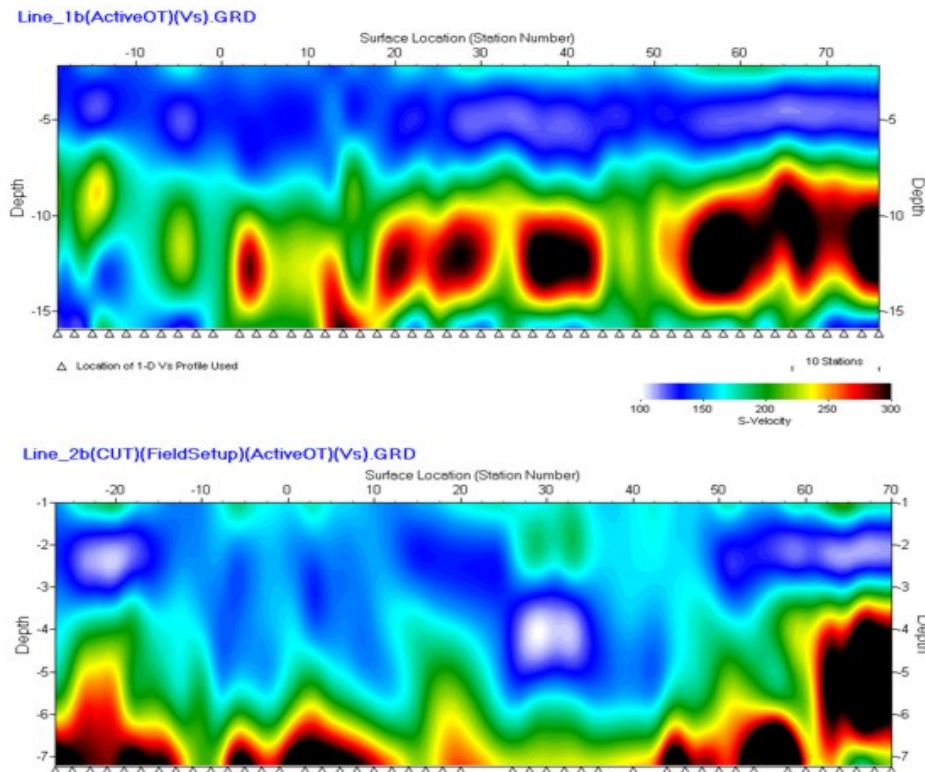 Line_1b(ActiveOT)(Vs).GRD
Surface Location (Station Number)
-10 0 10 20 30 40 50 60 70
Depth
-5 -5
-10 -10
-15 -15
Depth
△ Location of 1-D Vs Profile Used
10 Stations
100 150 200 250 300
S-Velocity
Line_2b(CUT)(FieldSetup)(ActiveOT)(Vs).GRD
Surface Location (Station Number)
-20 -10 0 10 20 30 40 50 60 70
-1 -1
-2 -2
-3 -3
Depth
-4 -4
Depth
-5 -5
-6 -6
-7 -7